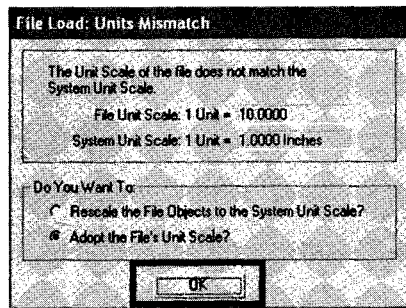 File Load: Units Mismatch
The Unit Scale of the file does not match the
System Unit Scale.
File Unit Scale: 1 Unit = 10.0000
System Unit Scale: 1 Unit = 1.0000 Inches
Do You Want To:
Rescale the File Objects to the System Unit Scale?
Adopt the File's Unit Scale?
OK